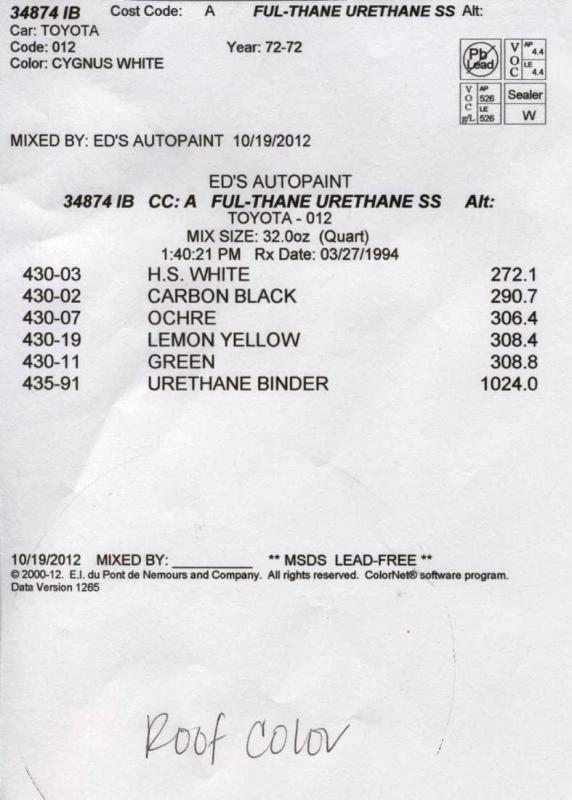 34874 IB Cost Code: A FUL-THANE URETHANE SS Alt:
Car: TOYOTA
Code: 012 Year: 72-72
Color: CYGNUS WHITE
Pb Lead
VOC AP 4.4 LE 4.4
VOC g/L AP 526 LE 526
Sealer W
MIXED BY: ED'S AUTOPAINT 10/19/2012
ED'S AUTOPAINT
34874 IB CC: A FUL-THANE URETHANE SS Alt:
TOYOTA - 012
MIX SIZE: 32.0oz (Quart)
1:40:21 PM Rx Date: 03/27/1994
430-03 H.S. WHITE 272.1
430-02 CARBON BLACK 290.7
430-07 OCHRE 306.4
430-19 LEMON YELLOW 308.4
430-11 GREEN 308.8
435-91 URETHANE BINDER 1024.0
10/19/2012 MIXED BY: __________ ** MSDS LEAD-FREE **
© 2000-12. E.I. du Pont de Nemours and Company. All rights reserved. ColorNet® software program.
Data Version 1265
Roof Color